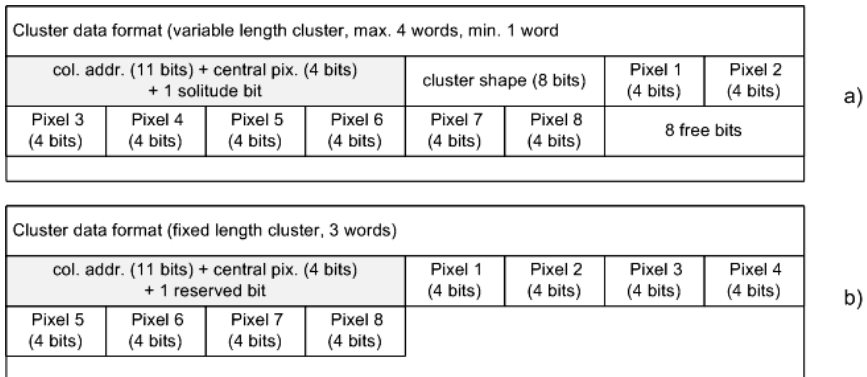 Cluster data format (variable length cluster, max. 4 words, min. 1 word
col. addr. (11 bits) + central pix. (4 bits)
+ 1 solitude bit
cluster shape (8 bits)
Pixel 1
(4 bits)
Pixel 2
(4 bits)
a)
Pixel 3
(4 bits)
Pixel 4
(4 bits)
Pixel 5
(4 bits)
Pixel 6
(4 bits)
Pixel 7
(4 bits)
Pixel 8
(4 bits)
8 free bits
Cluster data format (fixed length cluster, 3 words)
col. addr. (11 bits) + central pix. (4 bits)
+ 1 reserved bit
Pixel 1
(4 bits)
Pixel 2
(4 bits)
Pixel 3
(4 bits)
Pixel 4
(4 bits)
b)
Pixel 5
(4 bits)
Pixel 6
(4 bits)
Pixel 7
(4 bits)
Pixel 8
(4 bits)